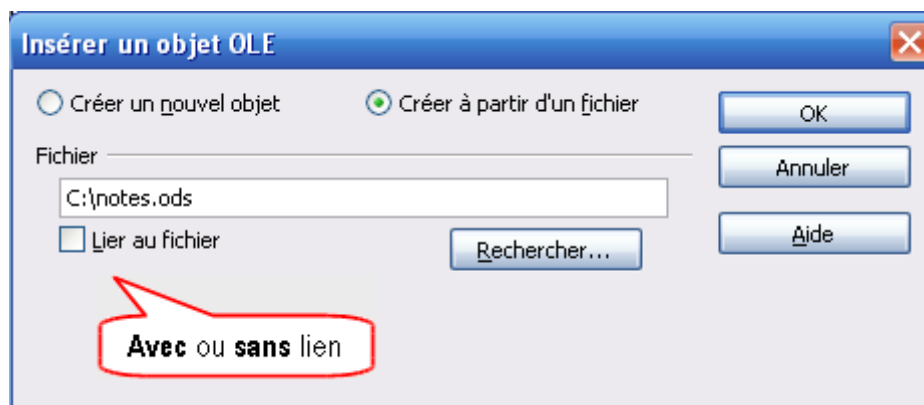 Insérer un objet OLE
Créer un nouvel objet
Créer à partir d'un fichier
OK
Fichier
Annuler
C:\notes.ods
Lier au fichier
Rechercher...
Aide
Avec ou sans lien